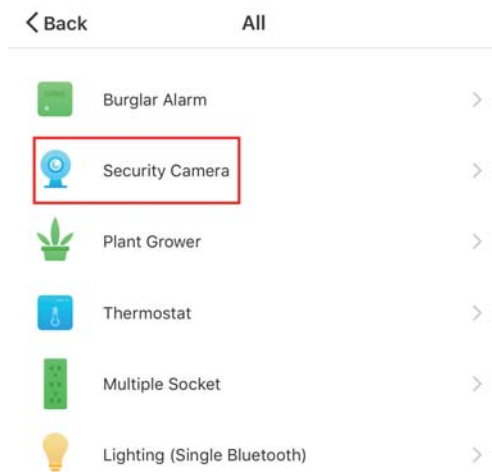 Back All
Burglar Alarm
Security Camera
Plant Grower
Thermostat
Multiple Socket
Lighting (Single Bluetooth)